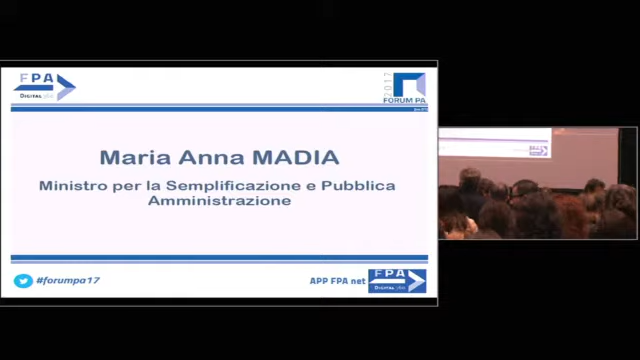 FPA
DIGITAL 360
2017
FORUM PA
Maria Anna MADIA
Ministro per la Semplificazione e Pubblica
Amministrazione
#forumpa17
APP FPA net
FPA
DIGITAL 360